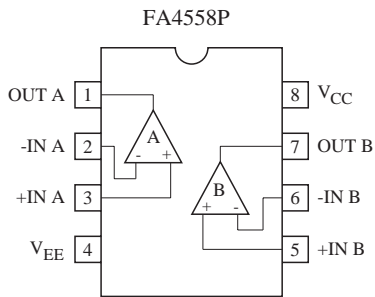 FA4558P
OUT A 1
8 VCC
A
-IN A 2
- +
7 OUT B
B
+IN A 3
6 -IN B
+ -
VEE 4
5 +IN B